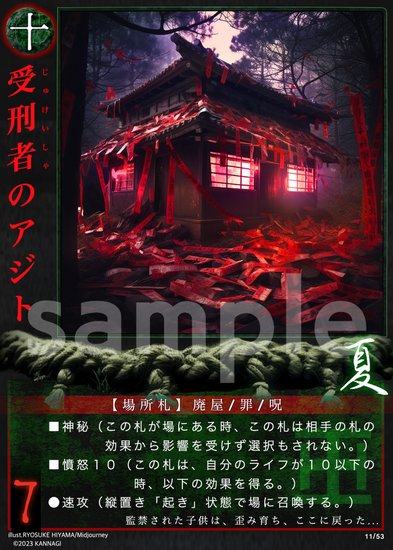 十
受刑者のアジト
じゅけいしゃ
sample
夏
【場所札】廃屋/罪/呪
■神秘（この札が場にある時、この札は相手の札の
効果から影響を受けず選択もされない。）
■憤怒１０（この札は、自分のライフが１０以下の
時、以下の効果を得る。）
●速攻（縦置き「起き」状態で場に召喚する。）
監禁された子供は、歪み育ち、ここに戻った…
7
illust.RYOSUKE HIYAMA/Midjourney
©2023 KANNAGI
11/53